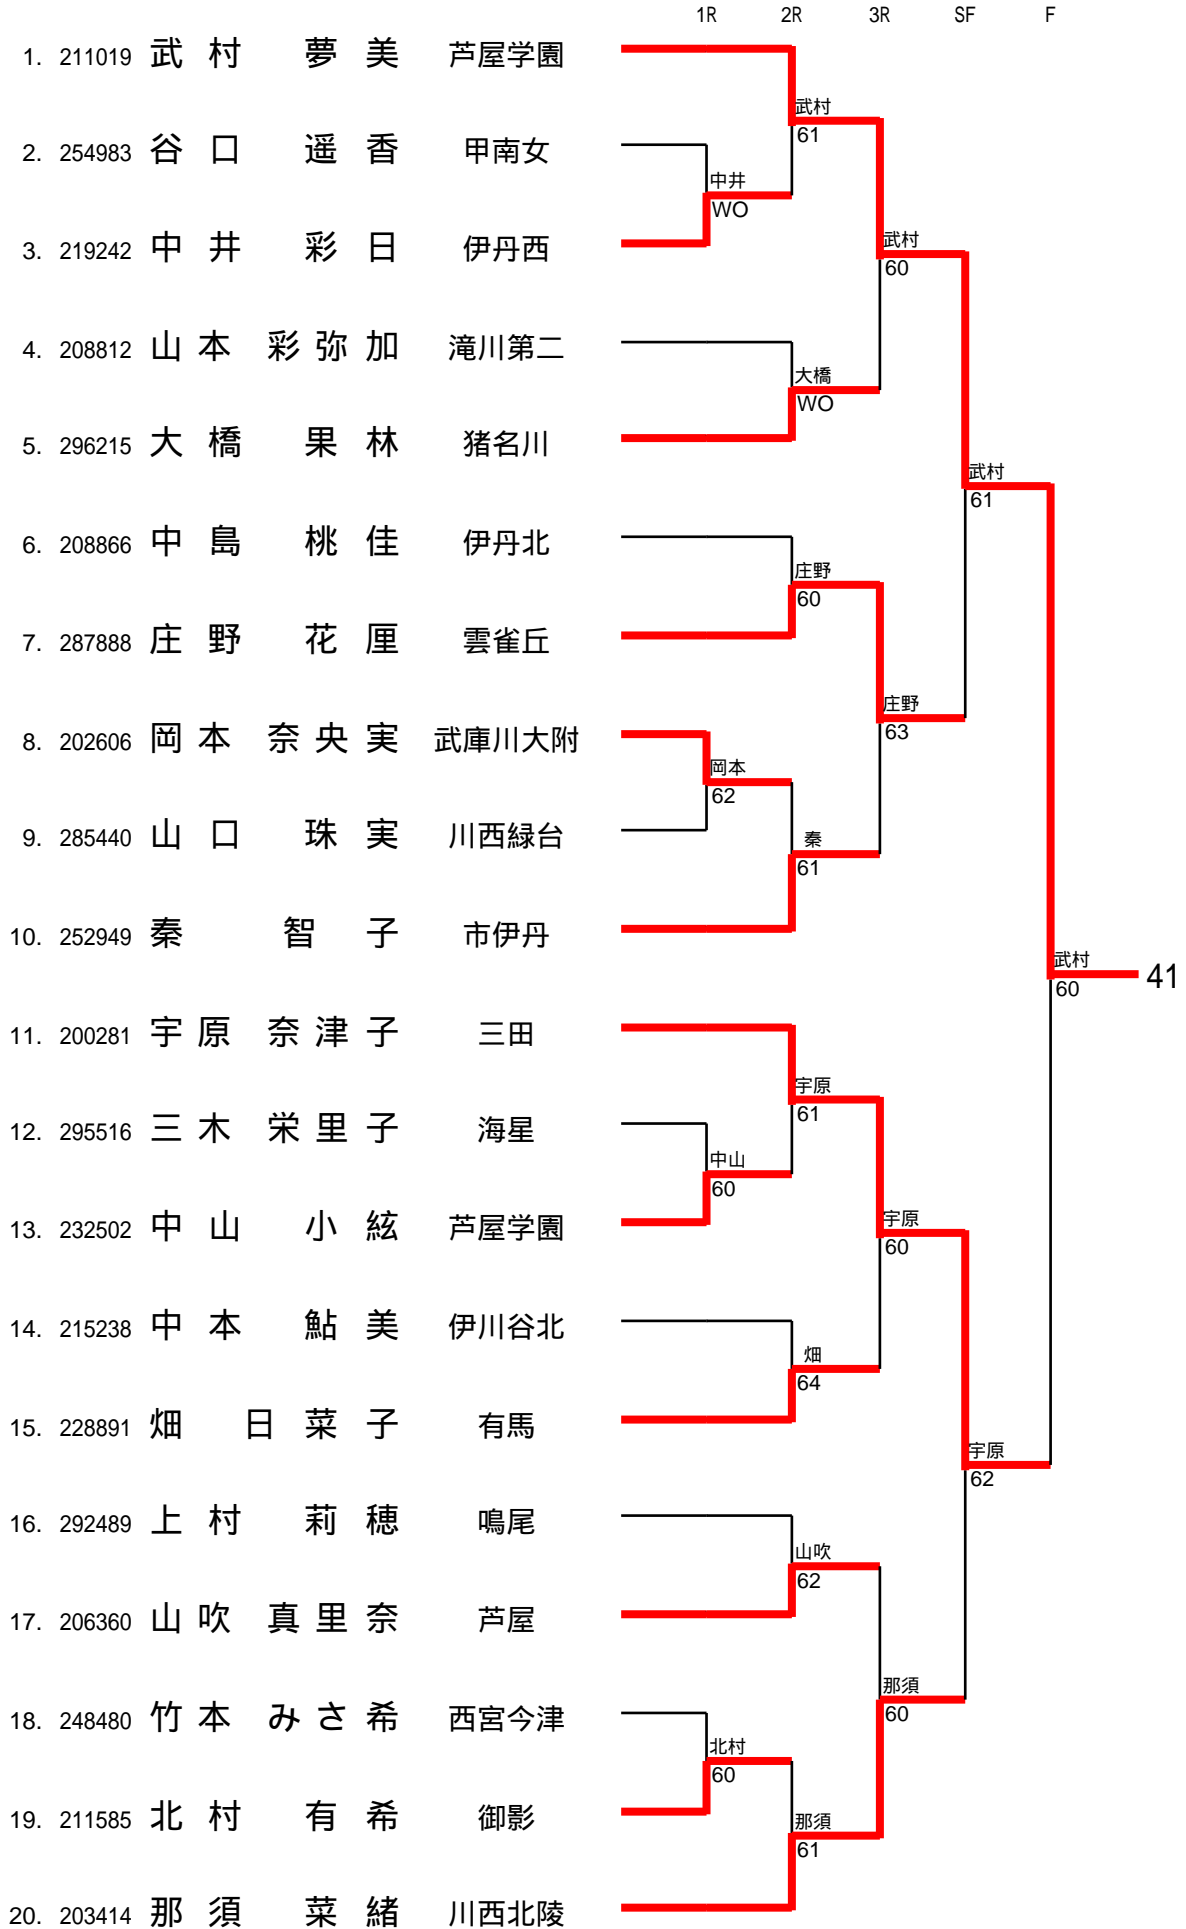 1R 2R 3R SF F
1. 211019 武村 夢美 芦屋学園
武村
61
2. 254983 谷口 遥香 甲南女
中井
WO
3. 219242 中井 彩日 伊丹西
武村
60
4. 208812 山本 彩弥加 滝川第二
大橋
WO
5. 296215 大橋 果林 猪名川
武村
61
6. 208866 中島 桃佳 伊丹北
庄野
60
7. 287888 庄野 花厘 雲雀丘
庄野
63
8. 202606 岡本 奈央実 武庫川大附
岡本
62
9. 285440 山口 珠実 川西緑台
秦
61
10. 252949 秦 智子 市伊丹
武村
60
41
11. 200281 宇原 奈津子 三田
宇原
61
12. 295516 三木 栄里子 海星
中山
60
13. 232502 中山 小絃 芦屋学園
宇原
60
14. 215238 中本 鮎美 伊川谷北
畑
64
15. 228891 畑 日菜子 有馬
宇原
62
16. 292489 上村 莉穂 鳴尾
山吹
62
17. 206360 山吹 真里奈 芦屋
那須
60
18. 248480 竹本 みさ希 西宮今津
北村
60
19. 211585 北村 有希 御影
那須
61
20. 203414 那須 菜緒 川西北陵